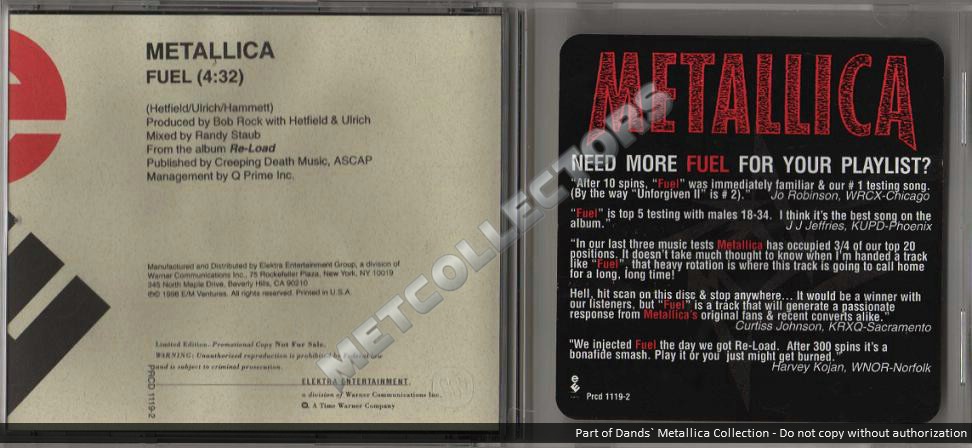 METALLICA
FUEL (4:32)
(Hetfield/Ulrich/Hammett)
Produced by Bob Rock with Hetfield & Ulrich
Mixed by Randy Staub
From the album Re-Load
Published by Creeping Death Music, ASCAP
Management by Q Prime Inc.
Manufactured and Distributed by Elektra Entertainment Group, a division of
Warner Communications Inc., 75 Rockefeller Plaza, New York, NY 10019
345 North Maple Drive, Beverly Hills, CA 90210
℗© 1998 E/M Ventures. All rights reserved. Printed in U.S.A.
Limited Edition. Promotional Copy Not For Sale.
WARNING: Unauthorized reproduction is prohibited by Federal law
and is subject to criminal prosecution.
PRCD 1119-2
ELEKTRA ENTERTAINMENT,
a division of Warner Communications Inc.
A Time Warner Company
METALLICA
NEED MORE FUEL FOR YOUR PLAYLIST?
"After 10 spins, "Fuel" was immediately familiar & our # 1 testing song.
(By the way "Unforgiven II" is # 2)." Jo Robinson, WRCX-Chicago
"Fuel" is top 5 testing with males 18-34. I think it's the best song on the
album." J J Jeffries, KUPD-Phoenix
"In our last three music tests Metallica has occupied 3/4 of our top 20
positions. It doesn't take much thought to know when I'm handed a track
like "Fuel", that heavy rotation is where this track is going to call home
for a long, long time!
Hell, hit scan on this disc & stop anywhere... It would be a winner with
our listeners, but "Fuel" is a track that will generate a passionate
response from Metallica's original fans & recent converts alike."
Curtiss Johnson, KRXQ-Sacramento
"We injected Fuel the day we got Re-Load. After 300 spins it's a
bonafide smash. Play it or you just might get burned."
Harvey Kojan, WNOR-Norfolk
Prcd 1119-2
METCOLLECTORS
Part of Dands` Metallica Collection - Do not copy without authorization